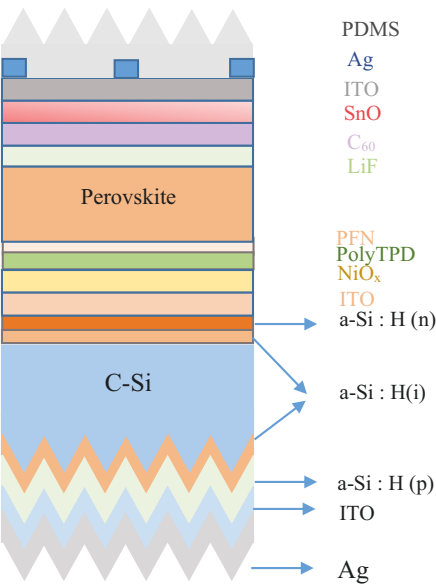 PDMS
Ag
ITO
SnO
C₆₀
LiF
Perovskite
PFN
PolyTPD
NiOₓ
ITO
a-Si : H (n)
C-Si
a-Si : H(i)
a-Si : H (p)
ITO
Ag